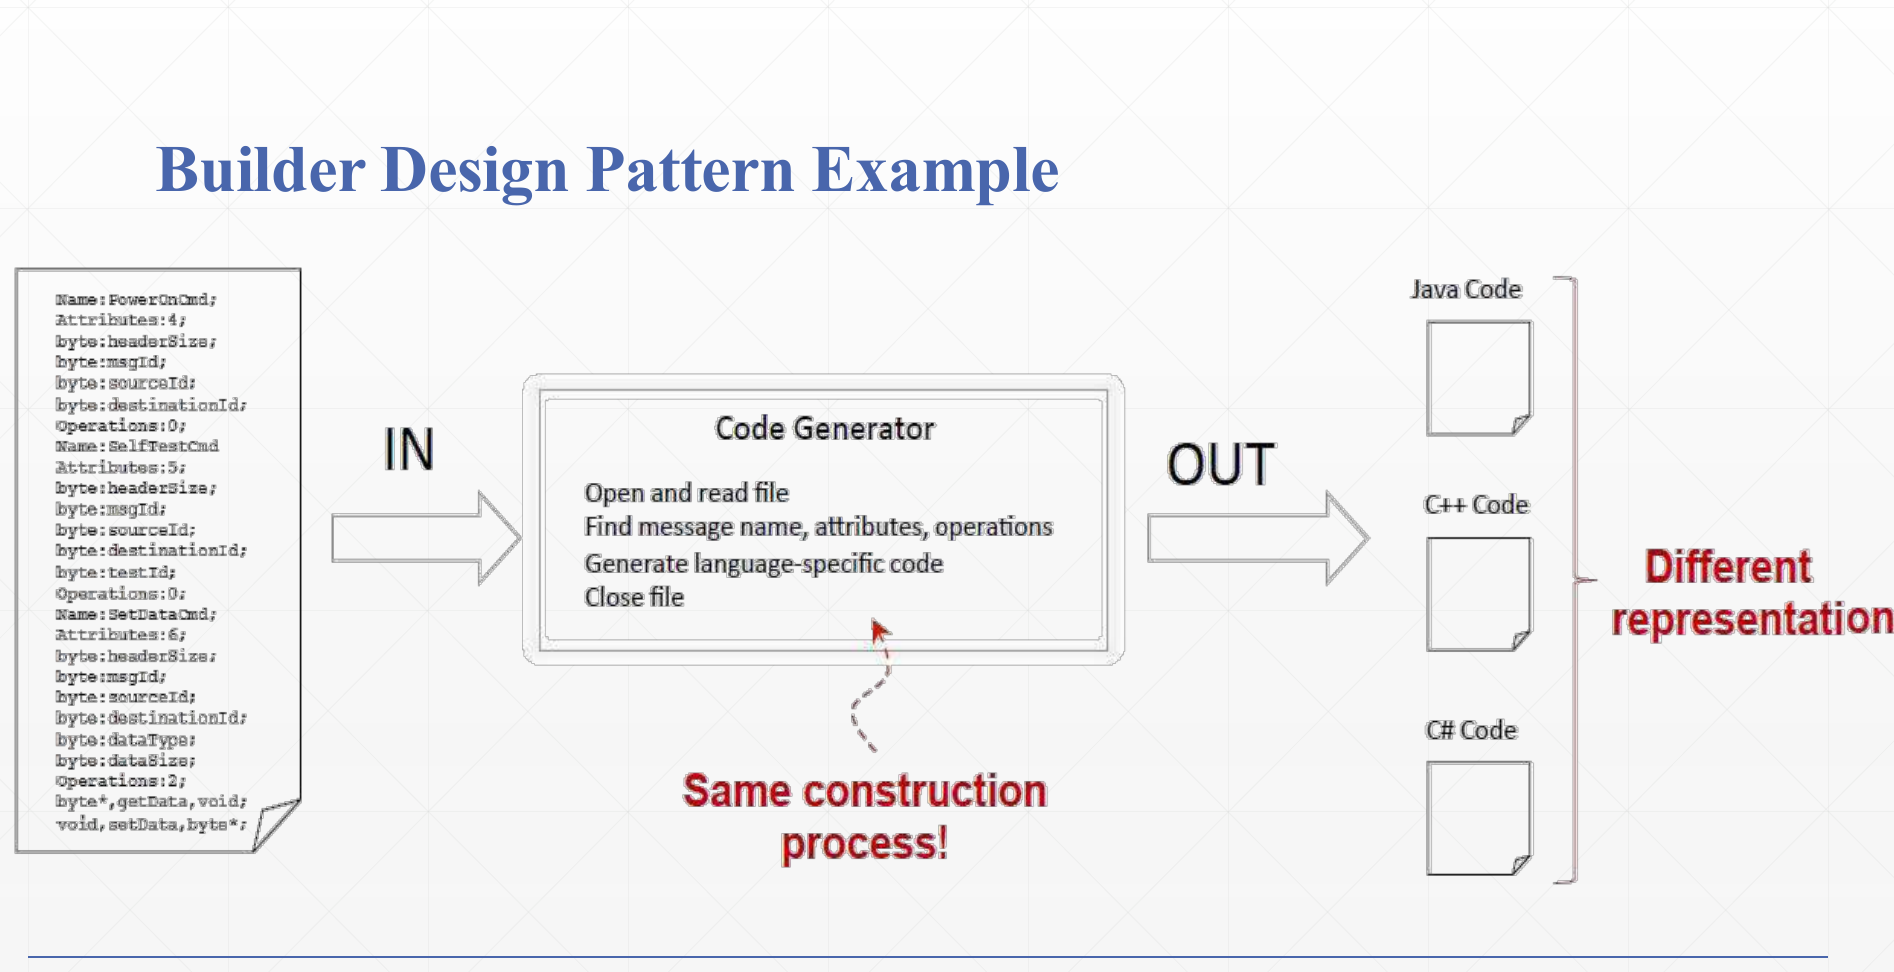 Builder Design Pattern Example
Name:PowerOnCmd;
Attributes:4;
byte:headerSize;
byte:msgId;
byte:sourceId;
byte:destinationId;
Operations:0;
Name:SelfTestCmd
Attributes:5;
byte:headerSize;
byte:msgId;
byte:sourceId;
byte:destinationId;
byte:testId;
Operations:0;
Name:SetDataCmd;
Attributes:6;
byte:headerSize;
byte:msgId;
byte:sourceId;
byte:destinationId;
byte:dataType;
byte:dataSize;
Operations:2;
byte*,getData,void;
void,setData,byte*;
IN
Code Generator
Open and read file
Find message name, attributes, operations
Generate language-specific code
Close file
Same construction
process!
OUT
Java Code
C++ Code
C# Code
Different
representation